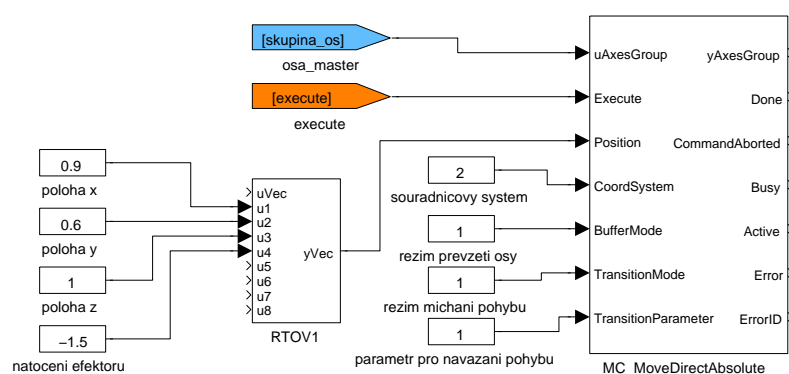 [skupina_os]
osa_master
[execute]
execute
0.9
poloha x
0.6
poloha y
1
poloha z
−1.5
natoceni efektoru
uVec
u1
u2
u3
u4
u5
u6
u7
u8
yVec
RTOV1
2
souradnicovy system
1
rezim prevzeti osy
1
rezim michani pohybu
1
parametr pro navazani pohybu
uAxesGroup
yAxesGroup
Execute
Done
Position
CommandAborted
CoordSystem
Busy
BufferMode
Active
TransitionMode
Error
TransitionParameter
ErrorID
MC_MoveDirectAbsolute